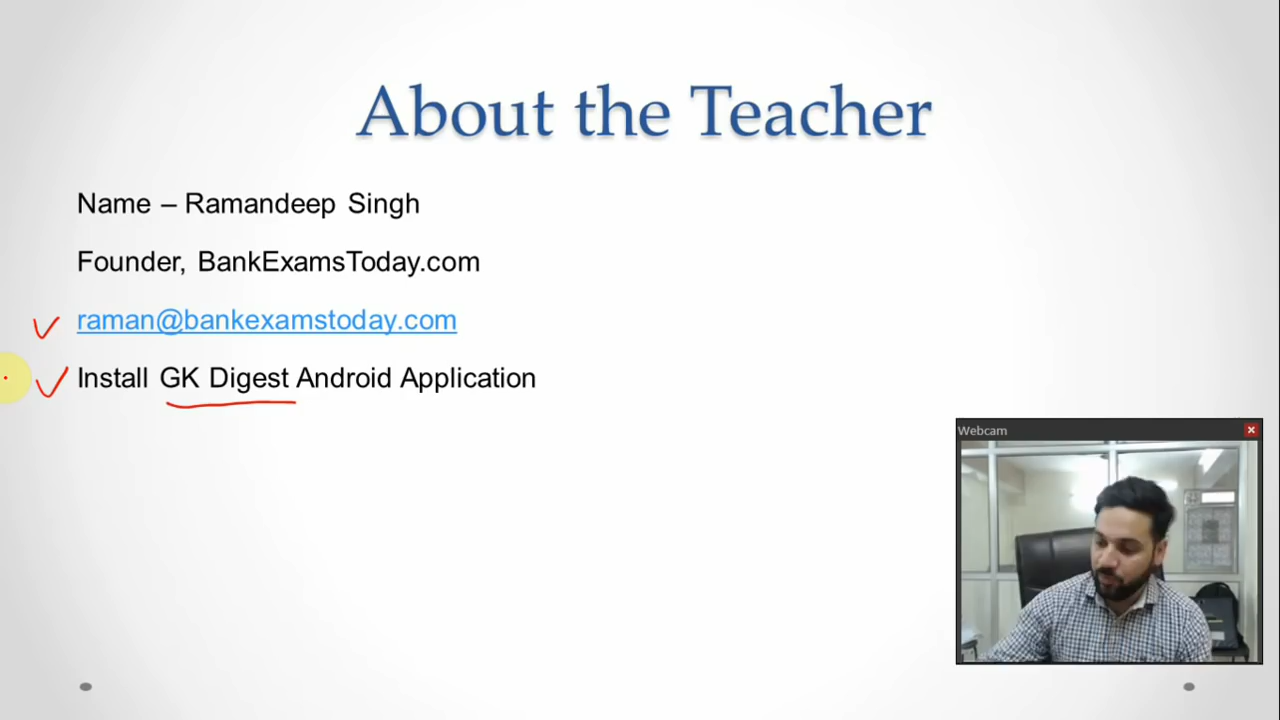 About the Teacher
Name – Ramandeep Singh
Founder, BankExamsToday.com
raman@bankexamstoday.com
Install GK Digest Android Application
Webcam